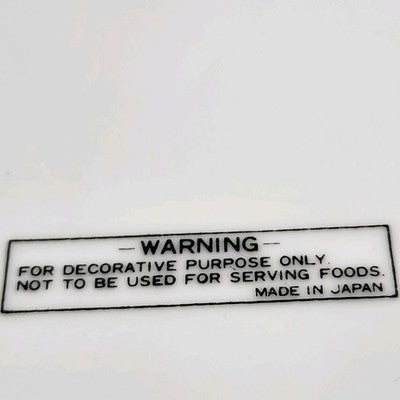 — WARNING —
FOR DECORATIVE PURPOSE ONLY.
NOT TO BE USED FOR SERVING FOODS.
MADE IN JAPAN